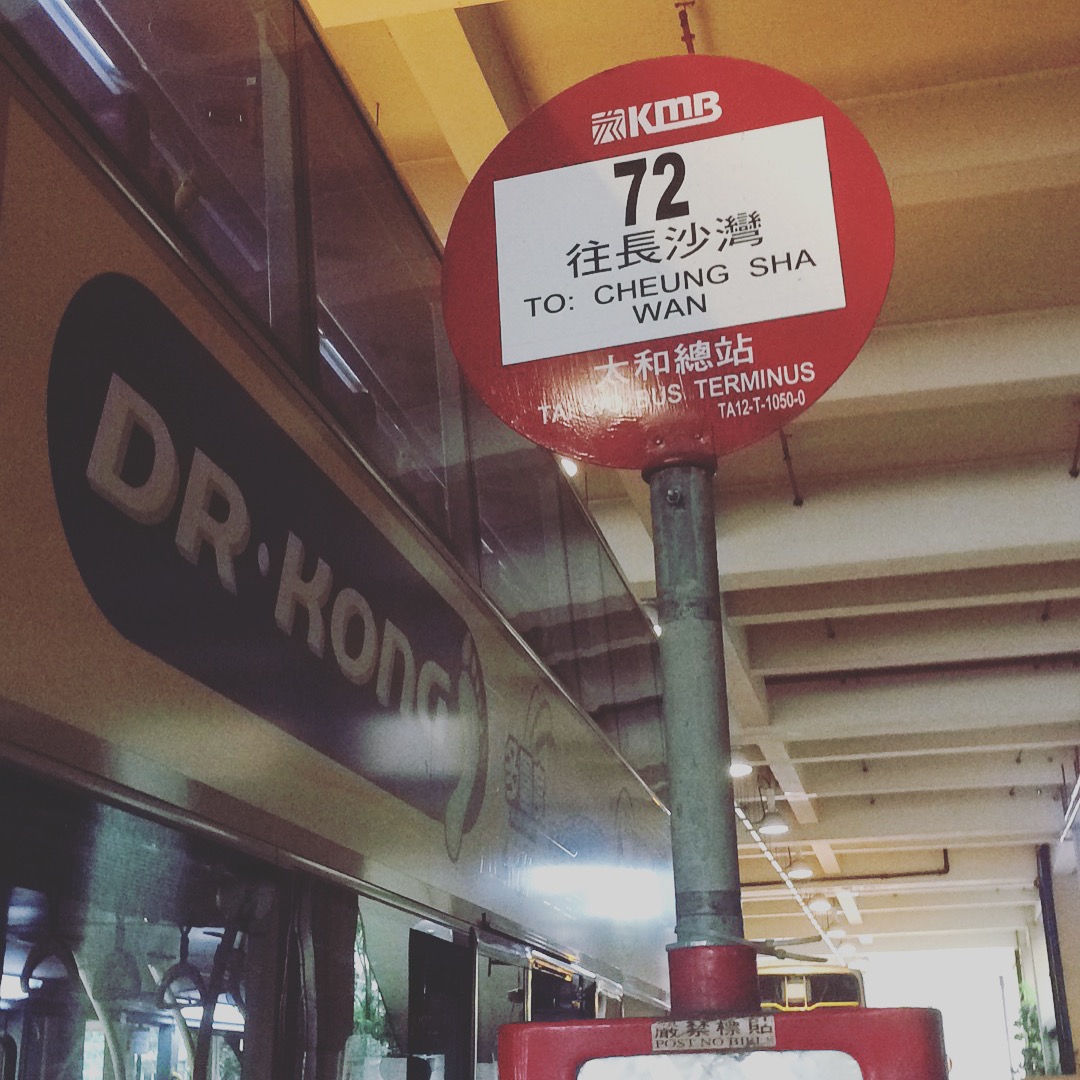 KMB
72
往長沙灣
TO: CHEUNG SHA
WAN
太和總站
BUS TERMINUS
TA12-T-1050-0
DR·KONG
嚴禁標貼
POST NO BILLS